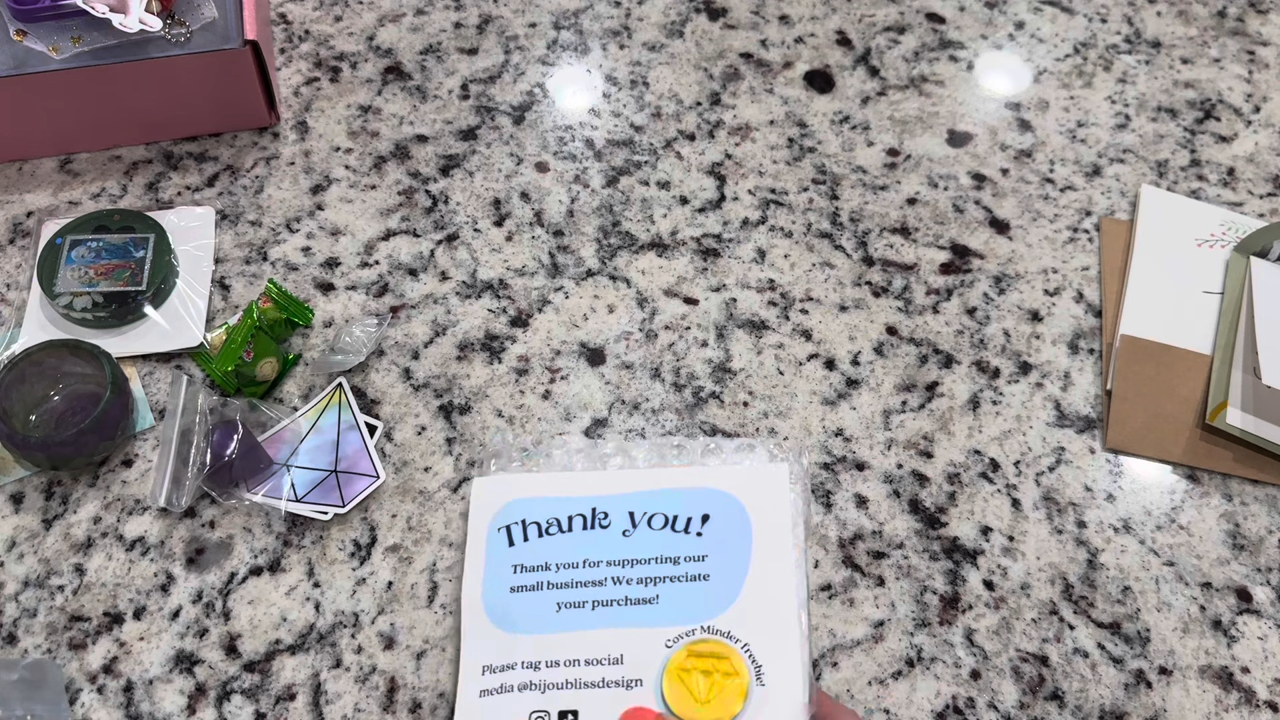 Thank you!
Thank you for supporting our
small business! We appreciate
your purchase!
Cover Minder freebie!
Please tag us on social
media @bijoublissdesign